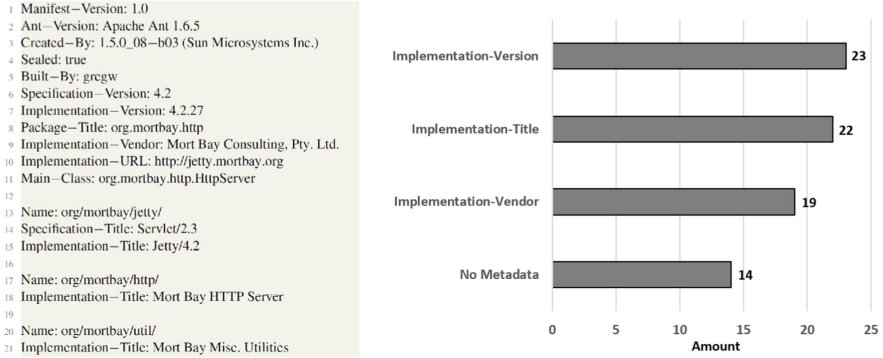 1 Manifest-Version: 1.0
2 Ant-Version: Apache Ant 1.6.5
3 Created-By: 1.5.0_08-b03 (Sun Microsystems Inc.)
4 Sealed: true
5 Built-By: gregw
6 Specification-Version: 4.2
7 Implementation-Version: 4.2.27
8 Package-Title: org.mortbay.http
9 Implementation-Vendor: Mort Bay Consulting, Pty. Ltd.
10 Implementation-URL: http://jetty.mortbay.org
11 Main-Class: org.mortbay.http.HttpServer
12
13 Name: org/mortbay/jetty/
14 Specification-Title: Servlet/2.3
15 Implementation-Title: Jetty/4.2
16
17 Name: org/mortbay/http/
18 Implementation-Title: Mort Bay HTTP Server
19
20 Name: org/mortbay/util/
21 Implementation-Title: Mort Bay Misc. Utilities
Implementation-Version 23
Implementation-Title 22
Implementation-Vendor 19
No Metadata 14
0 5 10 15 20 25
Amount